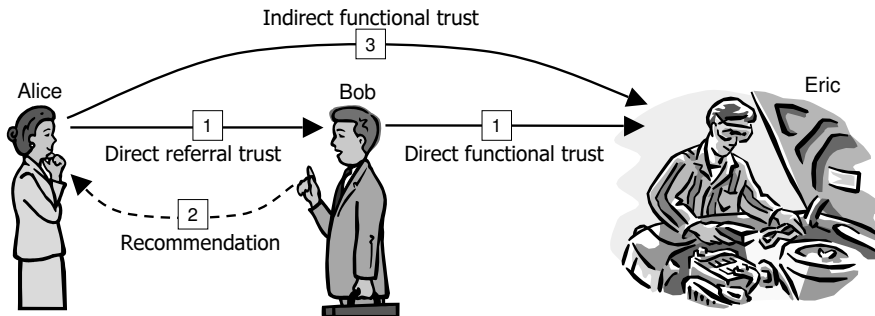 Indirect functional trust
3
Alice
Bob
Eric
1
1
Direct referral trust
Direct functional trust
2
Recommendation